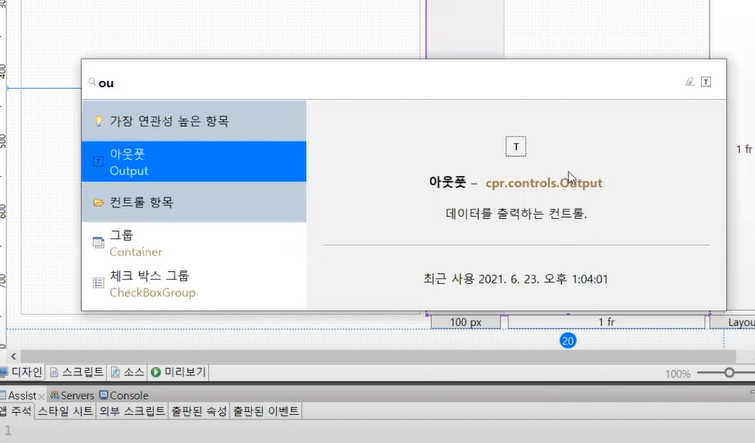 300
400
ou
T
가장 연관성 높은 항목
아웃풋
Output
T
아웃풋 – cpr.controls.Output
데이터를 출력하는 컨트롤.
최근 사용 2021. 6. 23. 오후 1:04:01
컨트롤 항목
그룹
Container
체크 박스 그룹
CheckBoxGroup
500
600
700
1 fr
100 px
1 fr
Layou
20
디자인 스크립트 소스 미리보기
100%
Assist Servers Console
앱 주석 스타일 시트 외부 스크립트 출판된 속성 출판된 이벤트
1